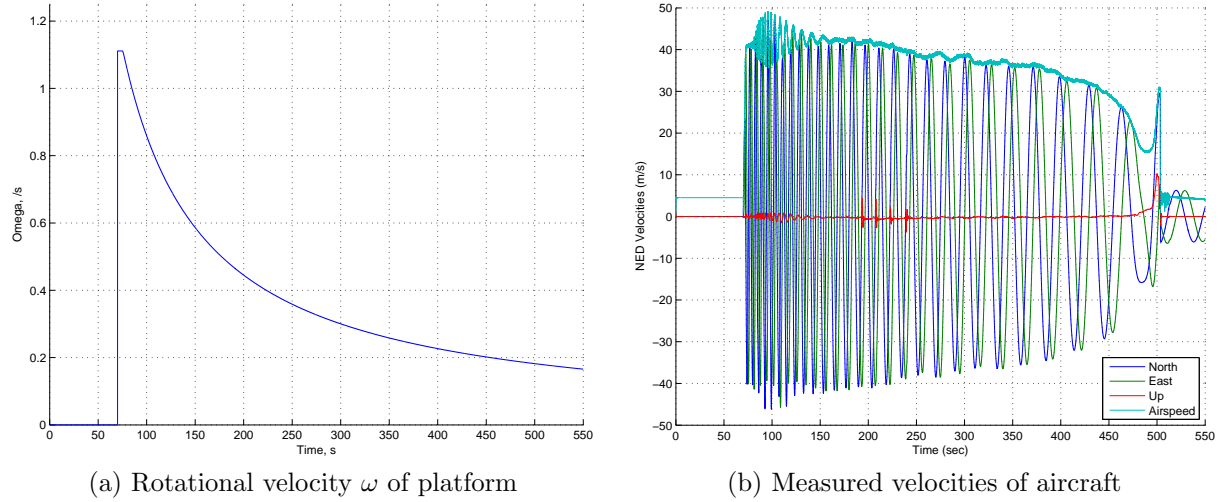 1.2
1
0.8
0.6
0.4
0.2
0
Omega, /s
0 50 100 150 200 250 300 350 400 450 500 550
Time, s
(a) Rotational velocity ω of platform
50
40
30
20
10
0
−10
−20
−30
−40
−50
NED Velocities (m/s)
0 50 100 150 200 250 300 350 400 450 500 550
Time (sec)
North
East
Up
Airspeed
(b) Measured velocities of aircraft